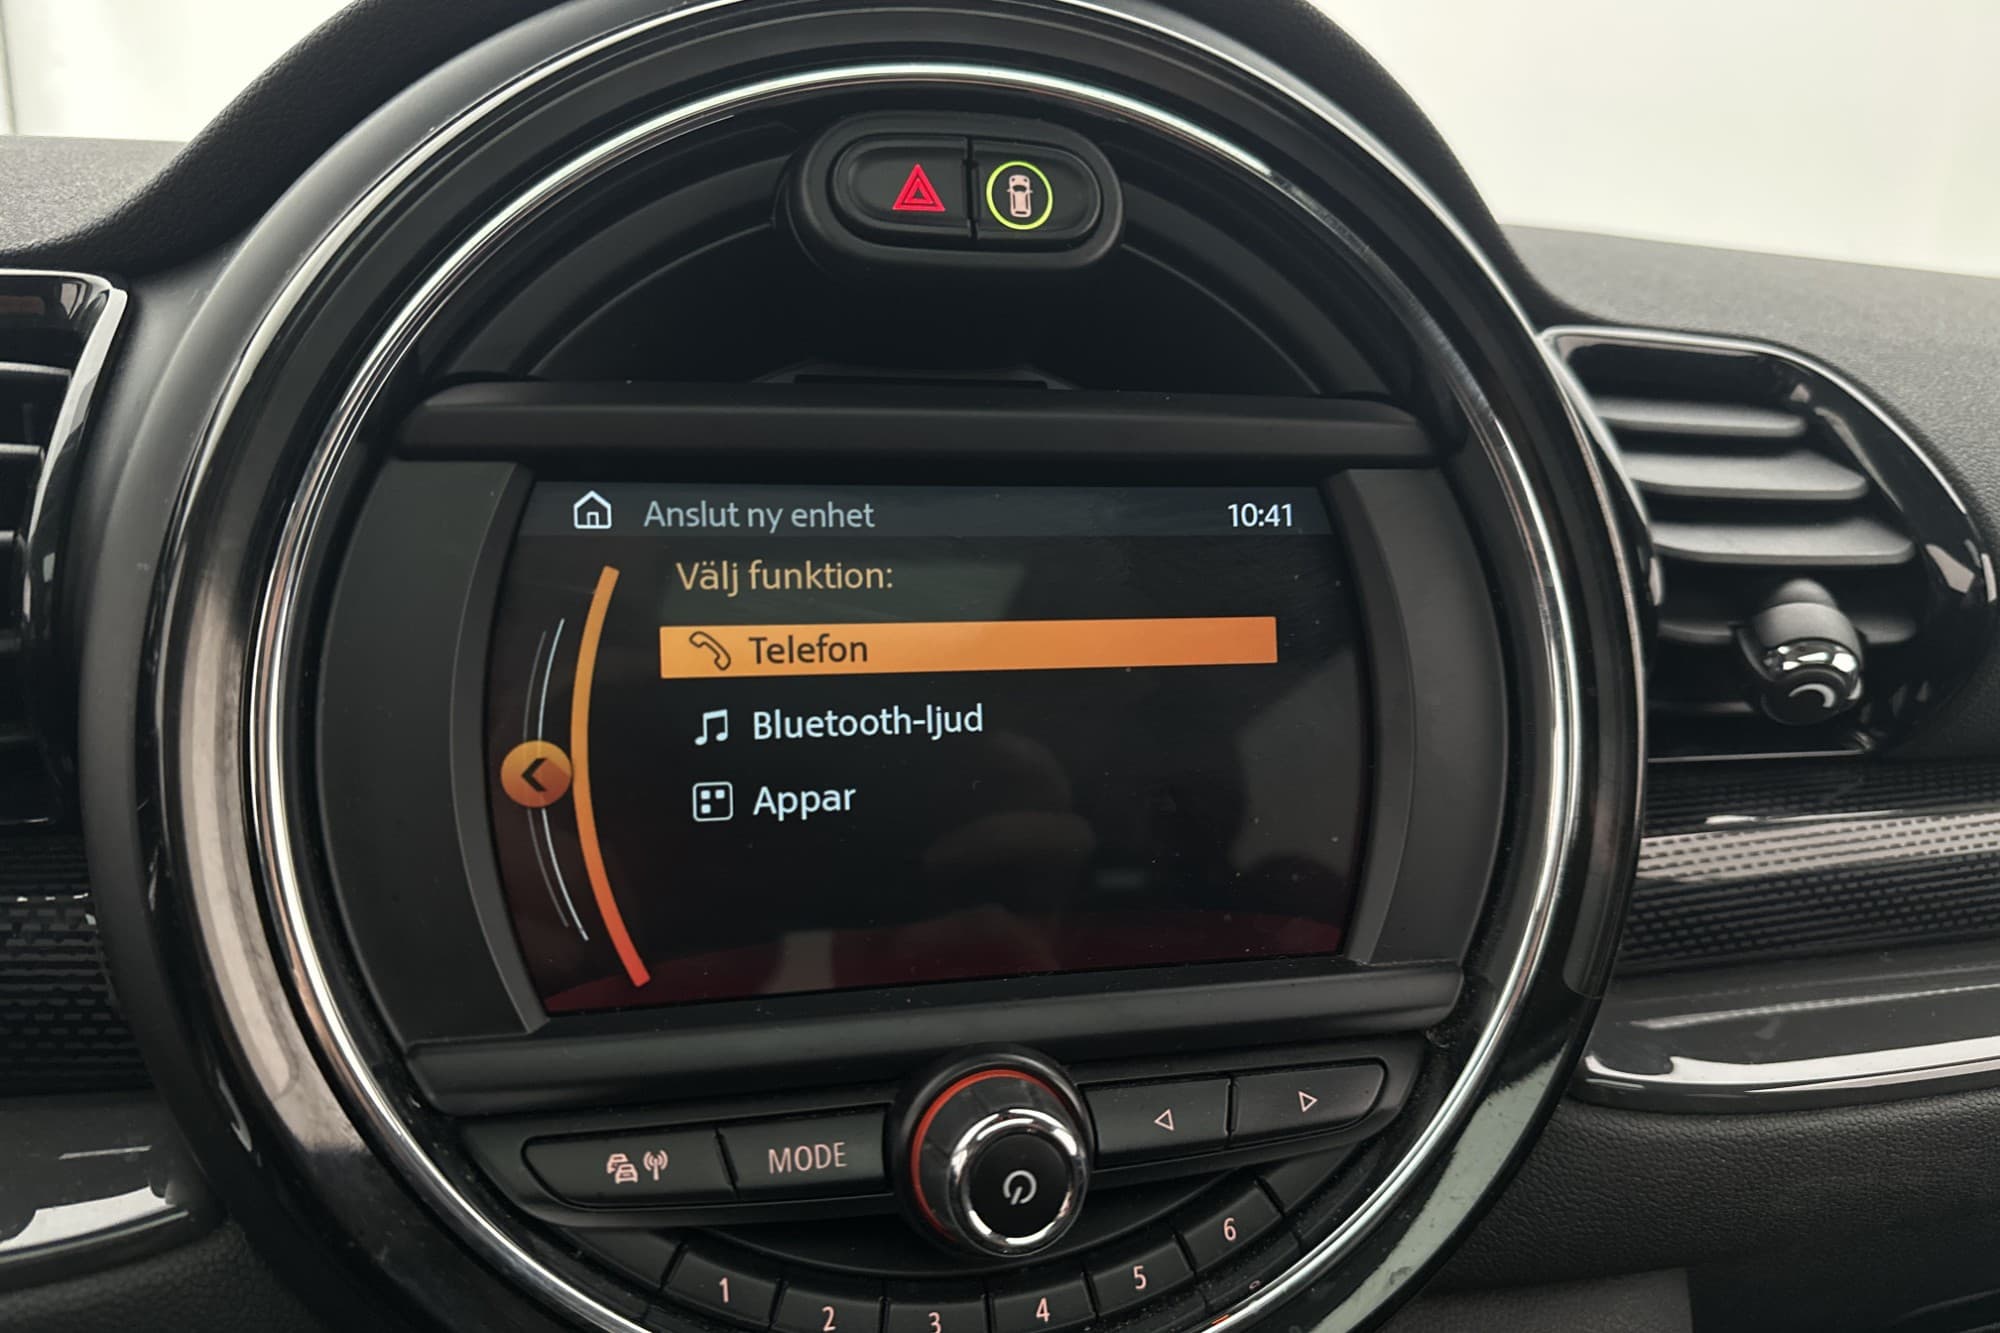 Anslut ny enhet 10:41
Välj funktion:
Telefon
Bluetooth-ljud
Appar
MODE
1 2 3 4 5 6